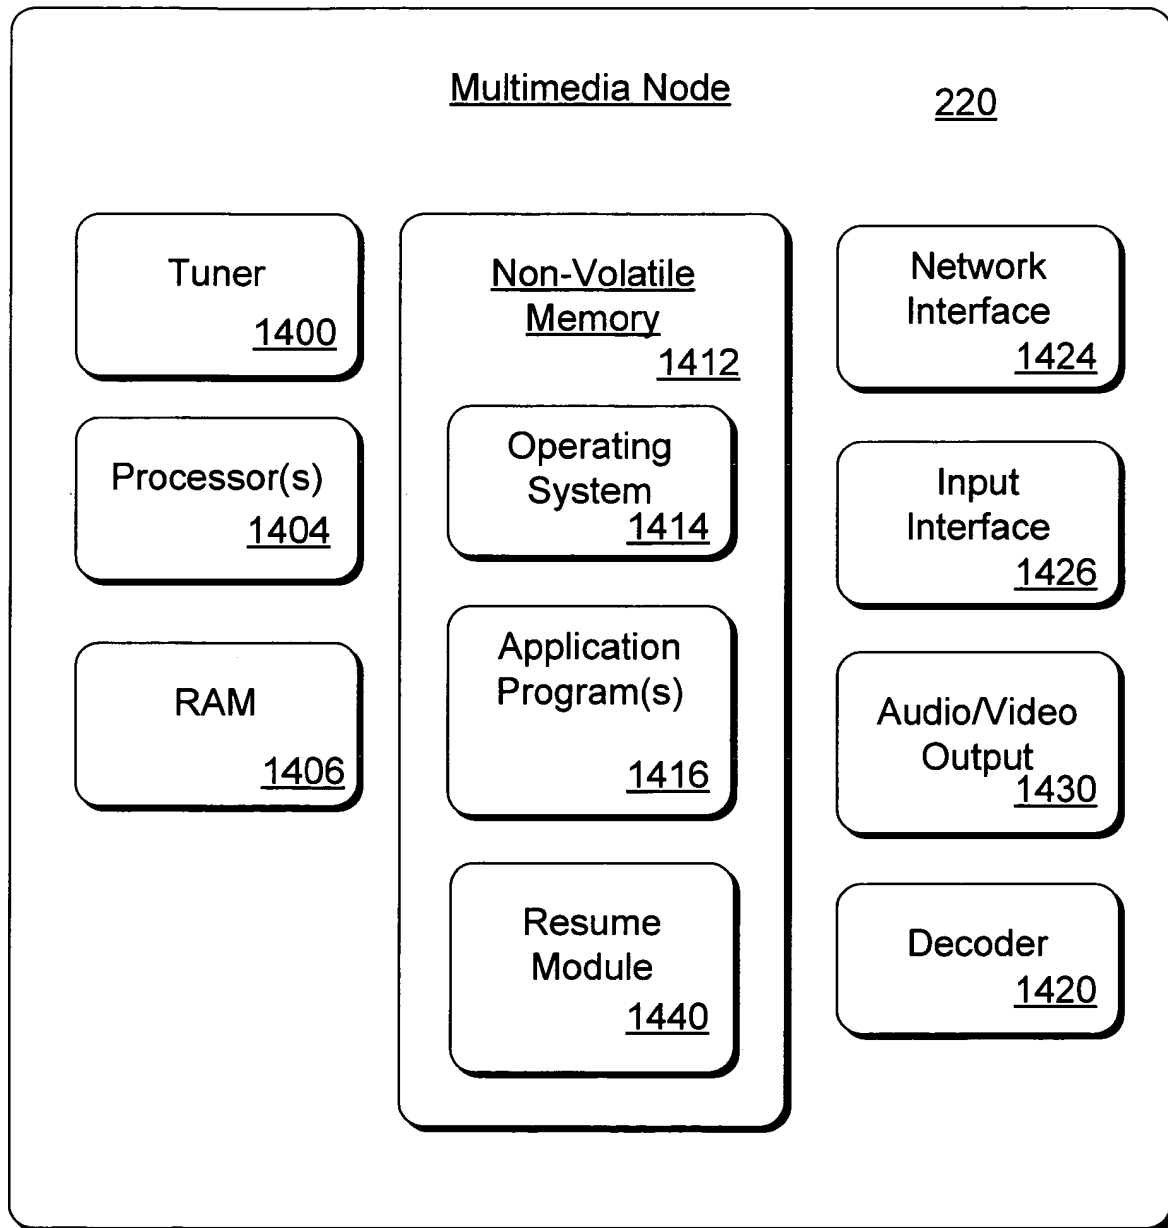 Multimedia Node
220
Tuner
1400
Processor(s)
1404
RAM
1406
Non-Volatile
Memory
1412
Operating
System
1414
Application
Program(s)
1416
Resume
Module
1440
Network
Interface
1424
Input
Interface
1426
Audio/Video
Output
1430
Decoder
1420